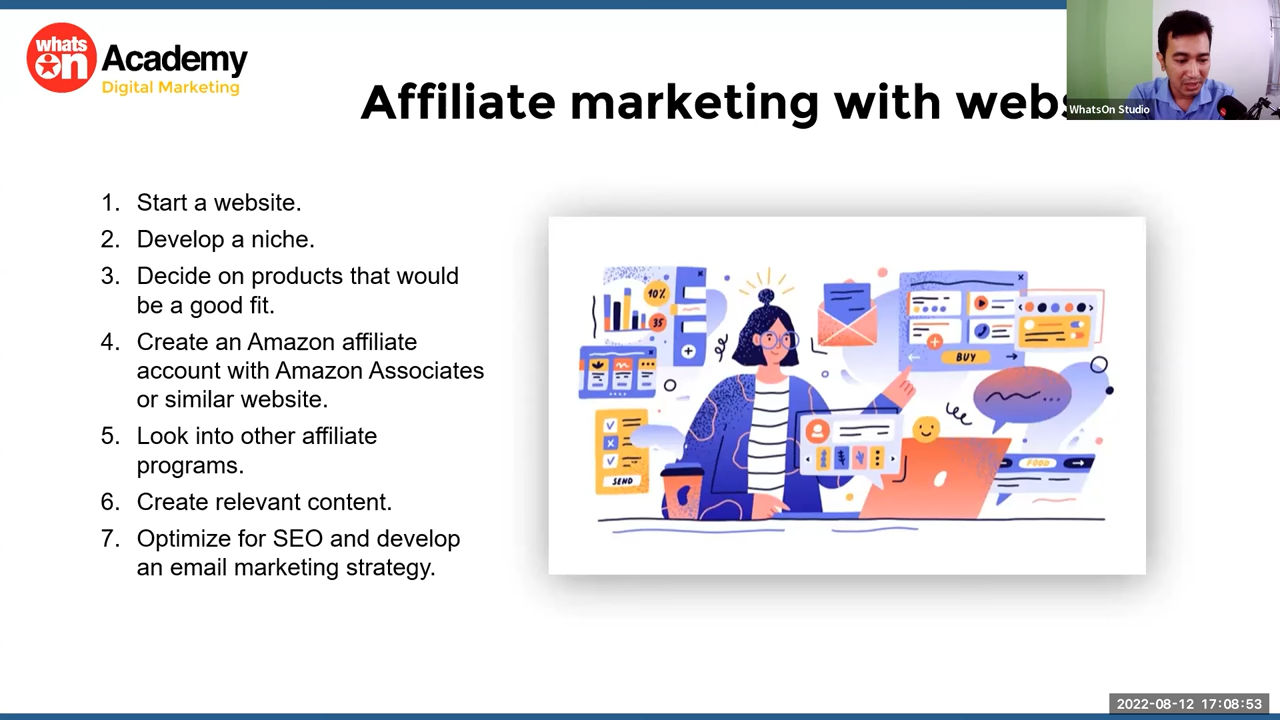 whats
on
Academy
Digital Marketing
Affiliate marketing with webs
WhatsOn Studio
1. Start a website.
2. Develop a niche.
3. Decide on products that would
be a good fit.
4. Create an Amazon affiliate
account with Amazon Associates
or similar website.
5. Look into other affiliate
programs.
6. Create relevant content.
7. Optimize for SEO and develop
an email marketing strategy.
10%
35
BUY
FOOD
SEND
2022-08-12 17:08:53